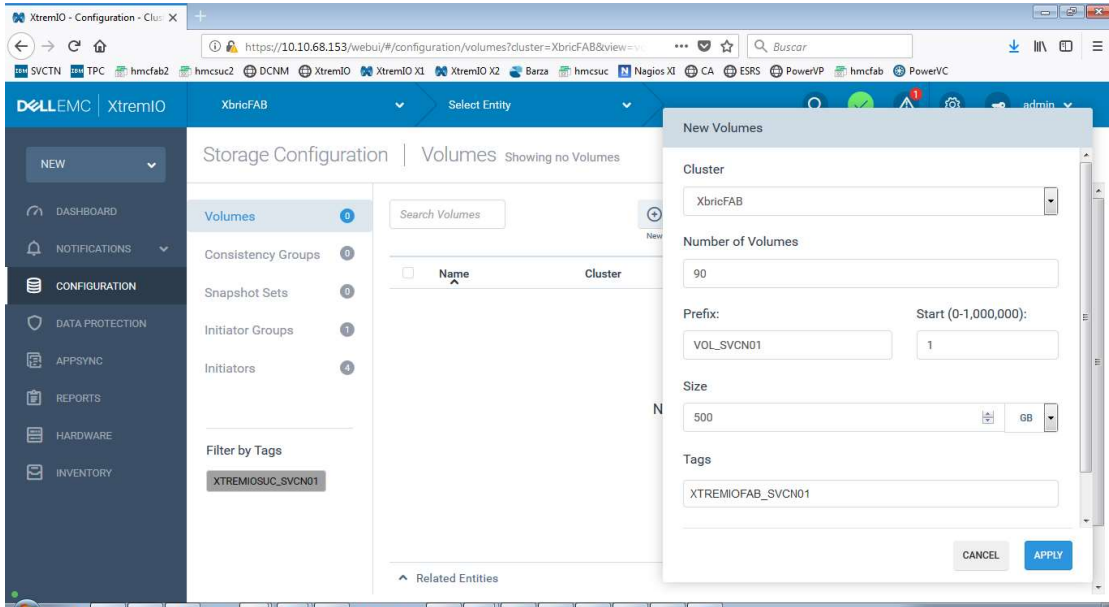 XtremIO - Configuration - Clus
https://10.10.68.153/webui/#/configuration/volumes?cluster=XbricFAB&view=v
Buscar
SVCTN TPC hmcfab2 hmcsuc2 DCNM XtremIO XtremIO X1 XtremIO X2 Barza hmcsuc Nagios XI CA ESRS PowerVP hmcfab PowerVC
DELLEMC XtremIO
XbricFAB
Select Entity
1
admin
NEW
DASHBOARD
NOTIFICATIONS
CONFIGURATION
DATA PROTECTION
APPSYNC
REPORTS
HARDWARE
INVENTORY
Storage Configuration | Volumes Showing no Volumes
Volumes 0
Consistency Groups 0
Snapshot Sets 0
Initiator Groups 1
Initiators 4
Filter by Tags
XTREMIOSUC_SVCN01
Search Volumes
New
Name Cluster
N
Related Entities
New Volumes
Cluster
XbricFAB
Number of Volumes
90
Prefix: Start (0-1,000,000):
VOL_SVCN01 1
Size
500 GB
Tags
XTREMIOFAB_SVCN01
CANCEL APPLY